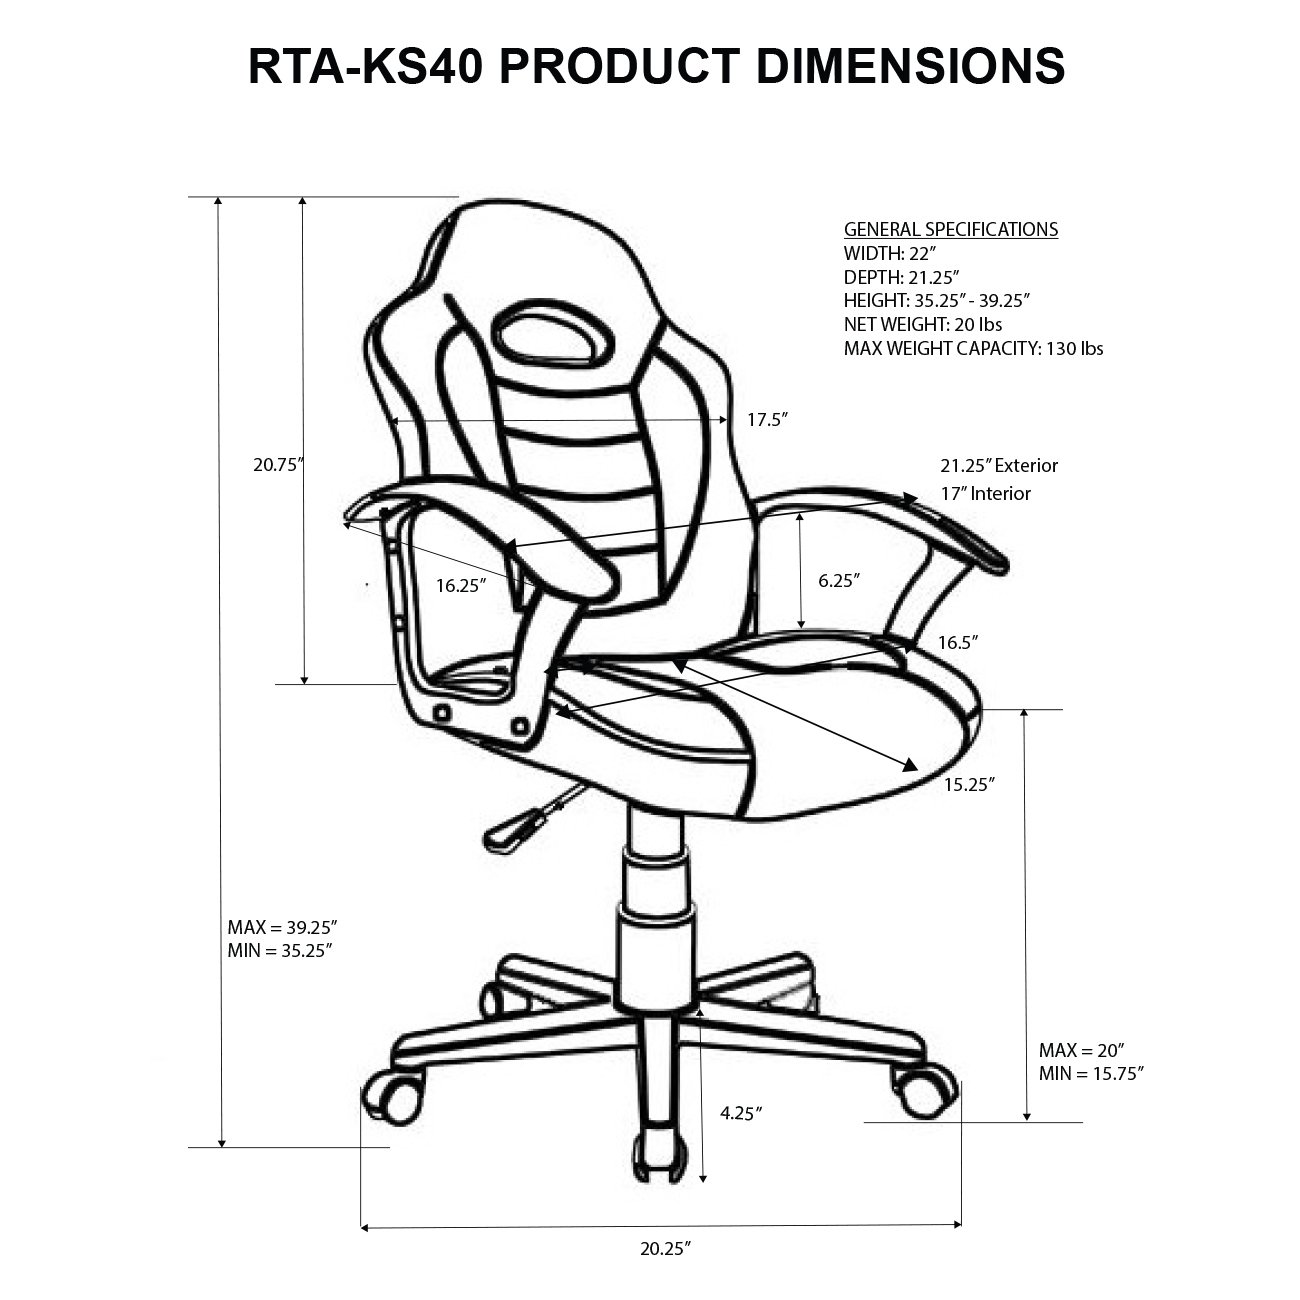 RTA-KS40 PRODUCT DIMENSIONS
GENERAL SPECIFICATIONS
WIDTH: 22”
DEPTH: 21.25”
HEIGHT: 35.25” - 39.25”
NET WEIGHT: 20 lbs
MAX WEIGHT CAPACITY: 130 lbs
17.5”
20.75”
21.25” Exterior
17” Interior
16.25”
6.25”
16.5”
15.25”
MAX = 39.25”
MIN = 35.25”
MAX = 20”
MIN = 15.75”
4.25”
20.25”